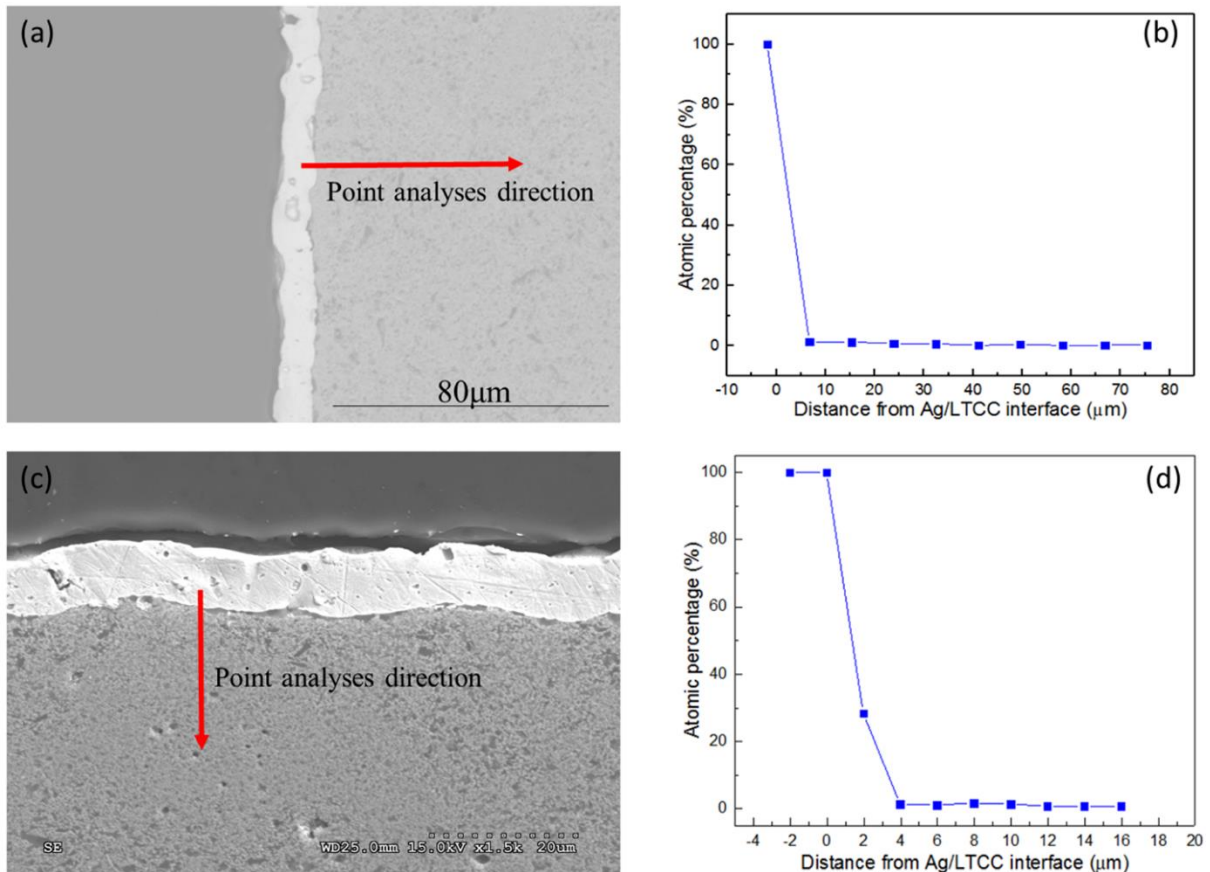 (a)
Point analyses direction
80μm
(b)
Atomic percentage (%)
100
80
60
40
20
0
-10 0 10 20 30 40 50 60 70 80
Distance from Ag/LTCC interface (μm)
(c)
Point analyses direction
SE WD25.0mm 15.0kV x1.5k 20um
(d)
Atomic percentage (%)
100
80
60
40
20
0
-4 -2 0 2 4 6 8 10 12 14 16 18 20
Distance from Ag/LTCC interface (μm)